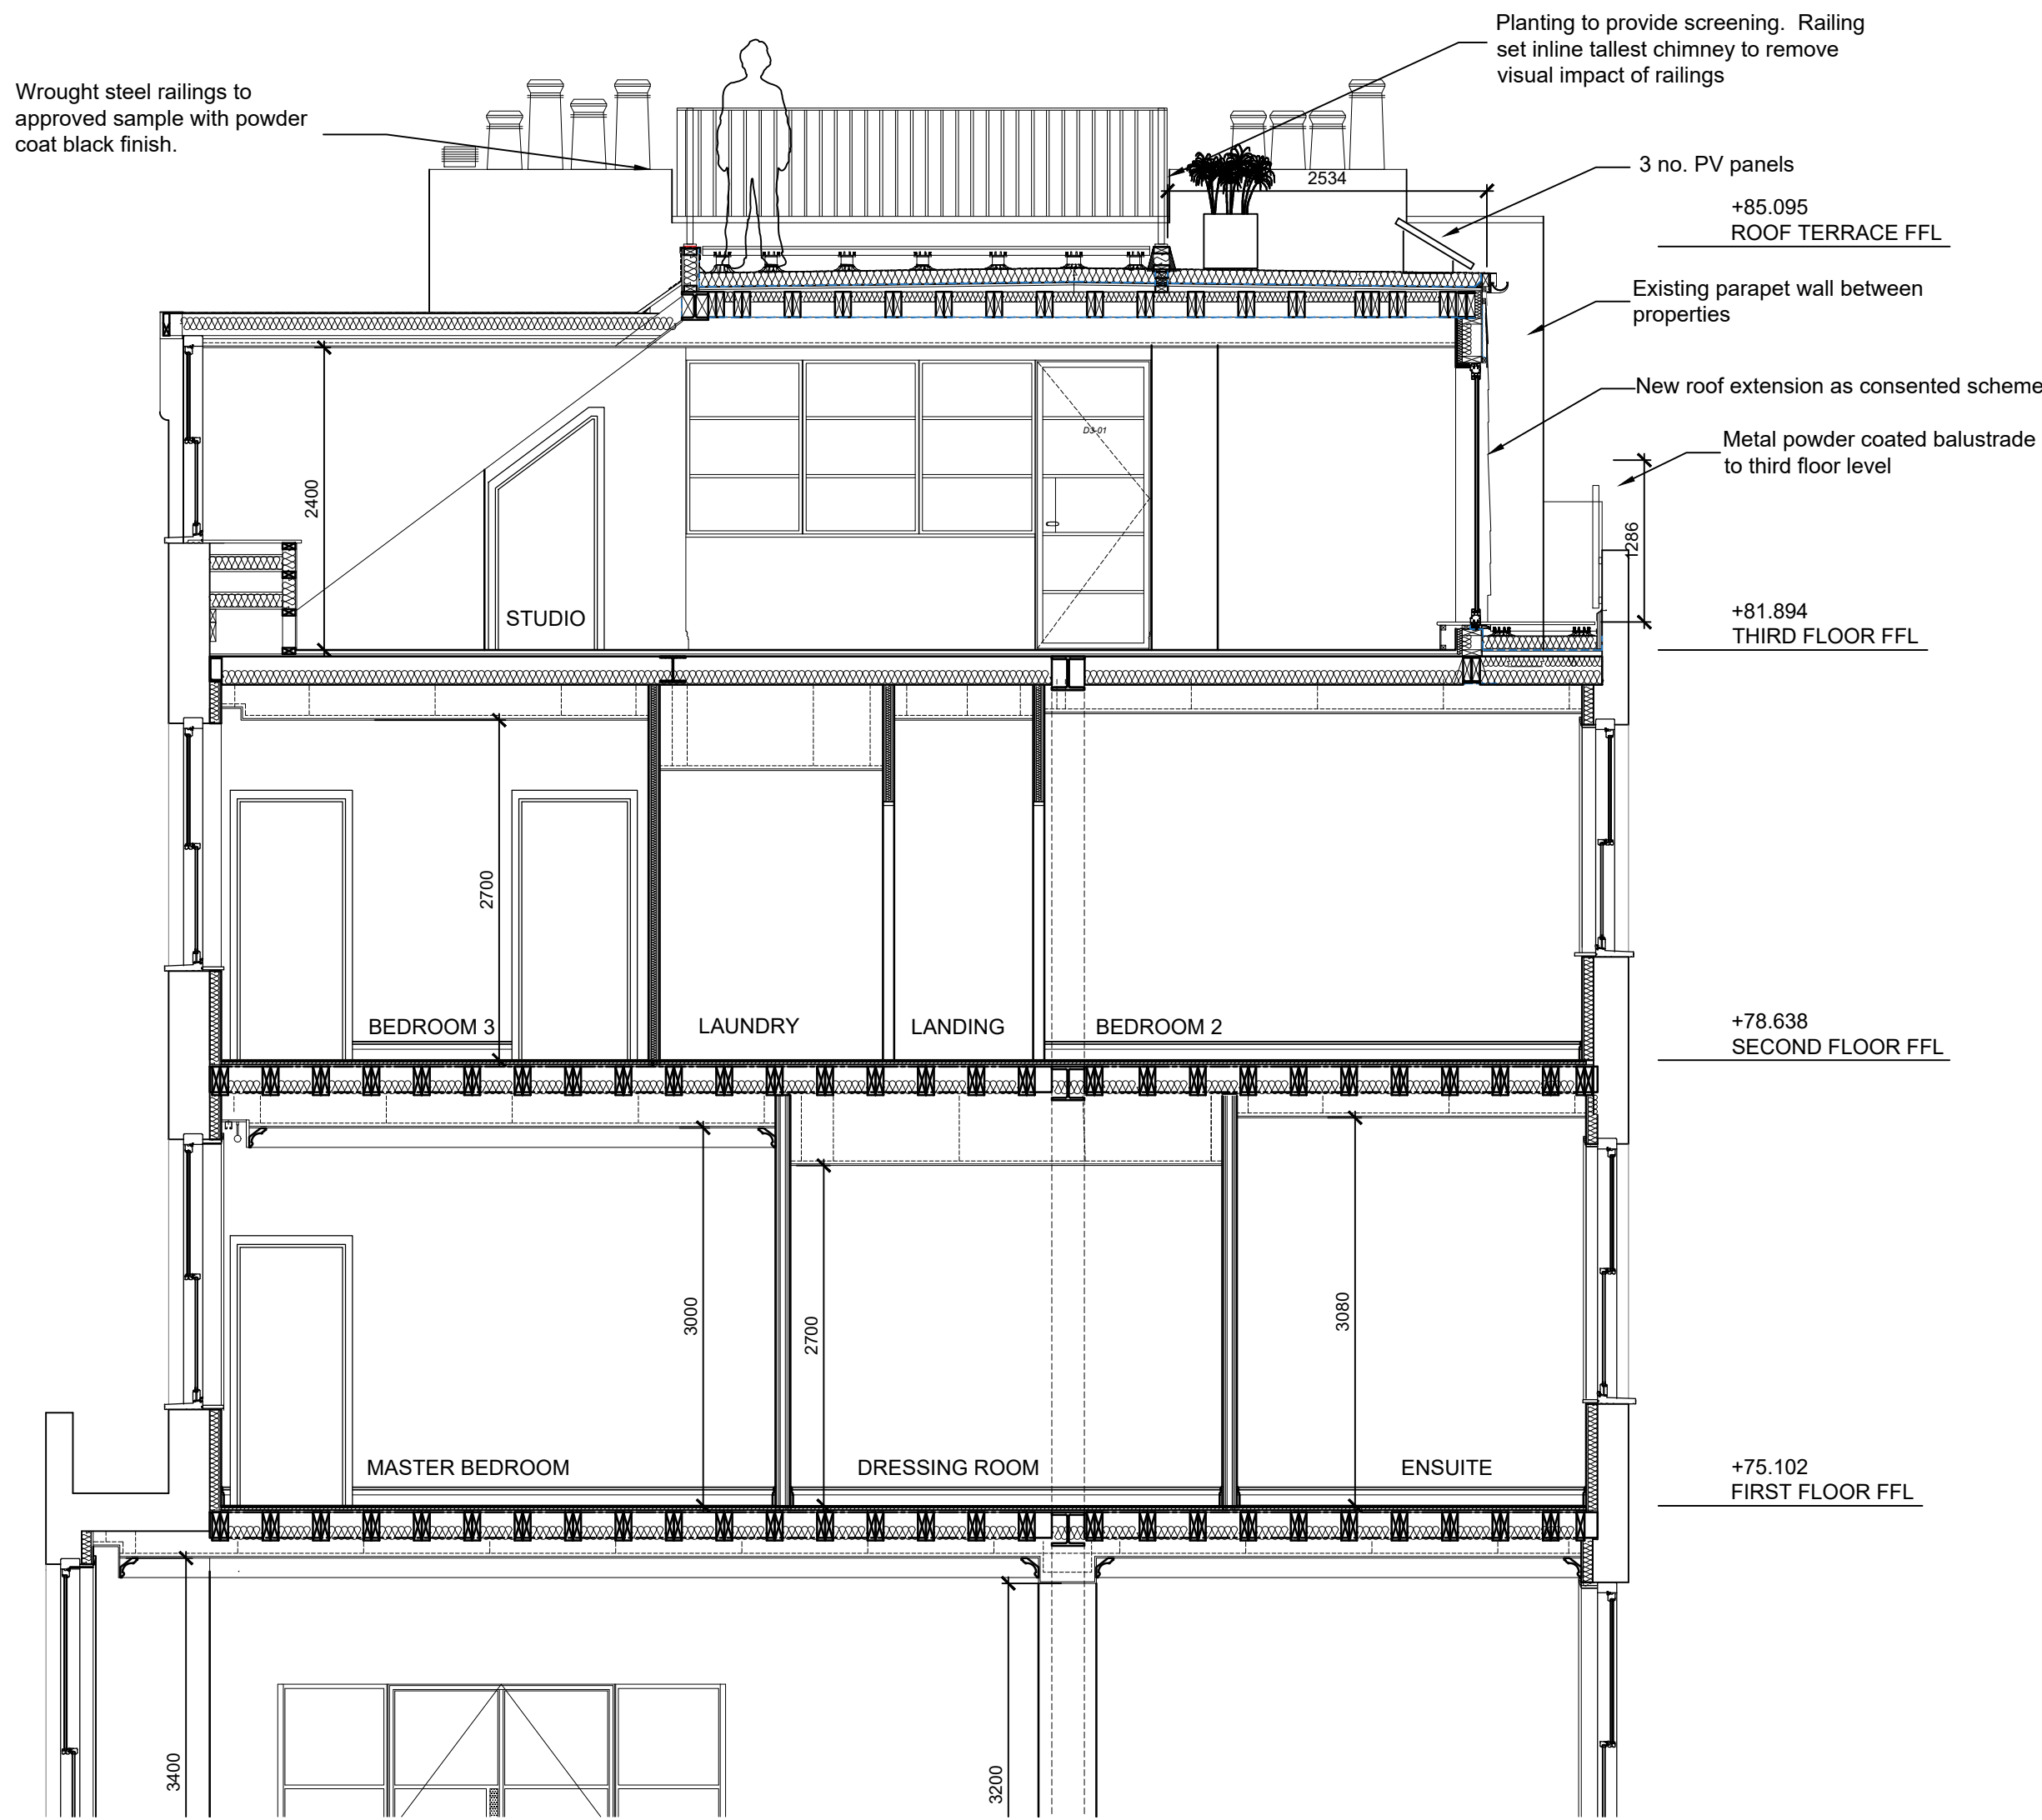 Planting to provide screening. Railing
set inline tallest chimney to remove
visual impact of railings
Wrought steel railings to
approved sample with powder
coat black finish.
3 no. PV panels
2534
+85.095
ROOF TERRACE FFL
Existing parapet wall between
properties
New roof extension as consented scheme
Metal powder coated balustrade
to third floor level
D3-01
2400
1286
STUDIO
+81.894
THIRD FLOOR FFL
2700
BEDROOM 3
LAUNDRY
LANDING
BEDROOM 2
+78.638
SECOND FLOOR FFL
3000
2700
3080
MASTER BEDROOM
DRESSING ROOM
ENSUITE
+75.102
FIRST FLOOR FFL
3400
3200